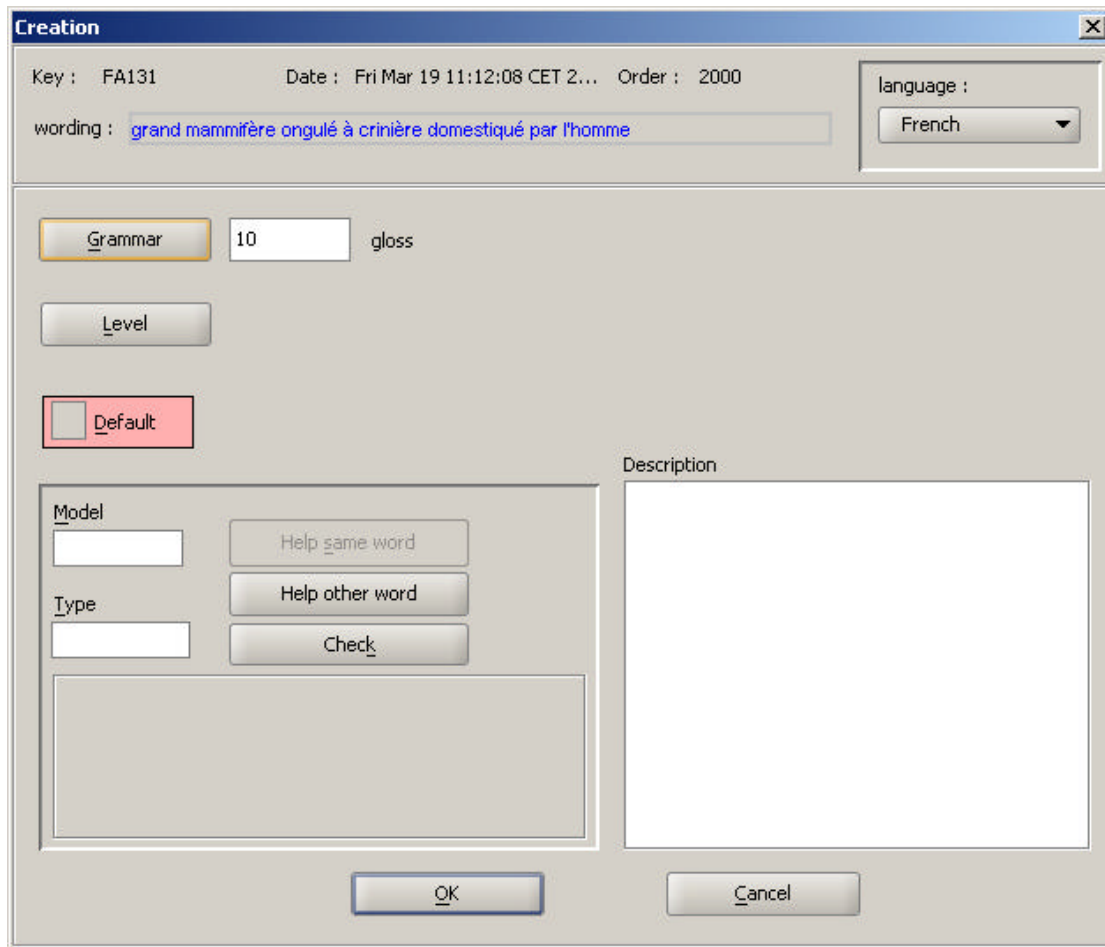 Creation
Key : FA131 Date : Fri Mar 19 11:12:08 CET 2... Order : 2000
language :
French
wording : grand mammifère ongulé à crinière domestiqué par l'homme
Grammar 10 gloss
Level
Default
Description
Model
Help same word
Help other word
Type
Check
OK Cancel